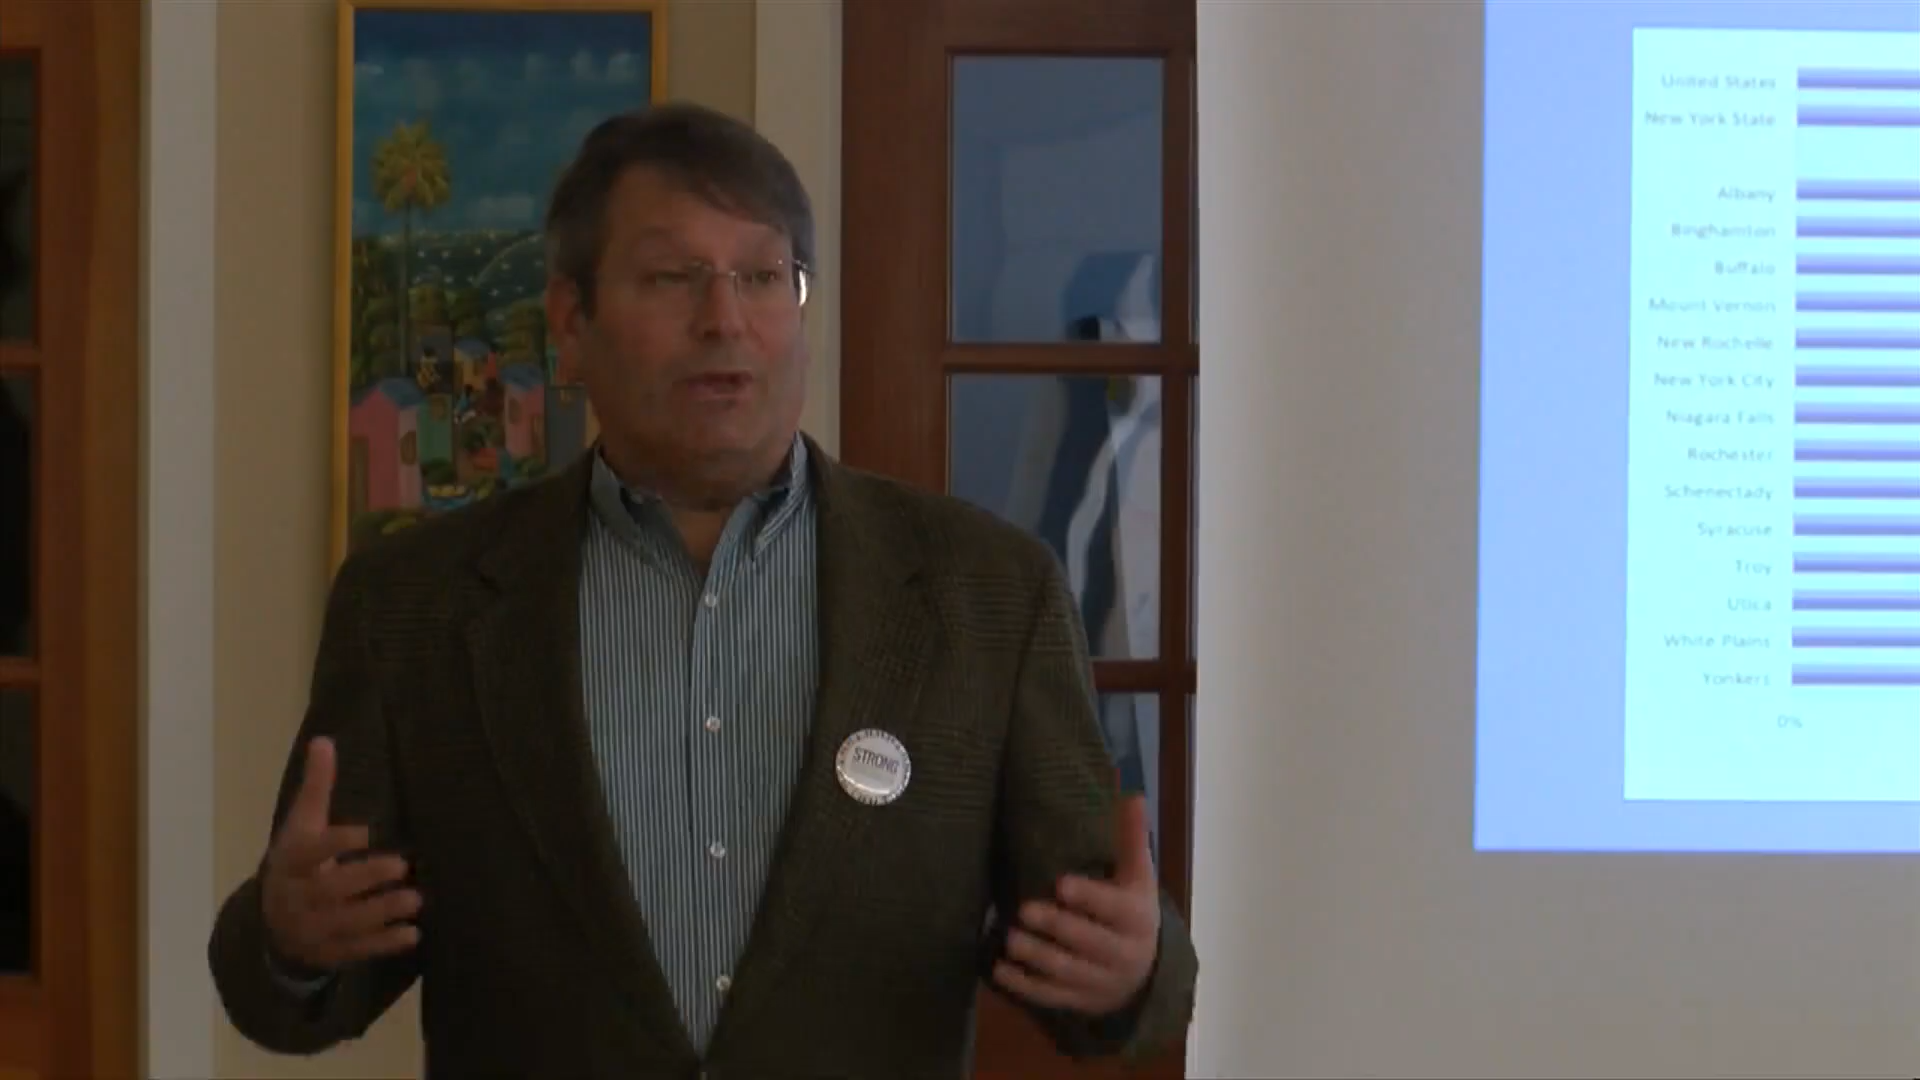 STRONG
United States
New York State
Albany
Binghamton
Buffalo
Mount Vernon
New Rochelle
New York City
Niagara Falls
Rochester
Schenectady
Syracuse
Troy
Utica
White Plains
Yonkers
0%